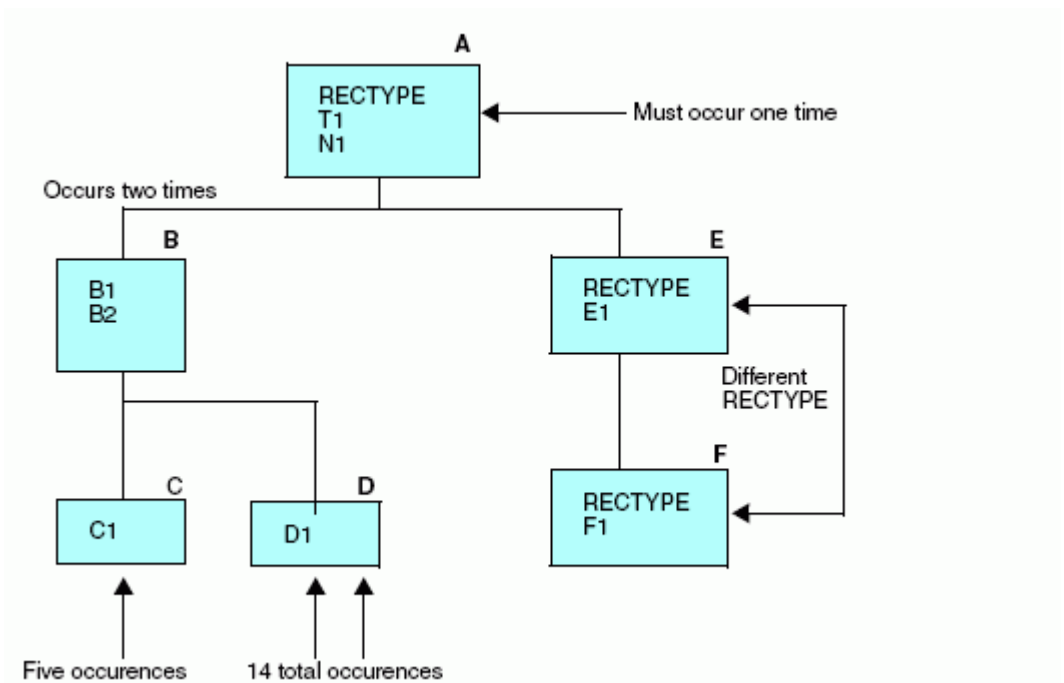 A
RECTYPE
T1
N1
Must occur one time
Occurs two times
B
B1
B2
E
RECTYPE
E1
Different
RECTYPE
C
C1
D
D1
F
RECTYPE
F1
Five occurences
14 total occurences